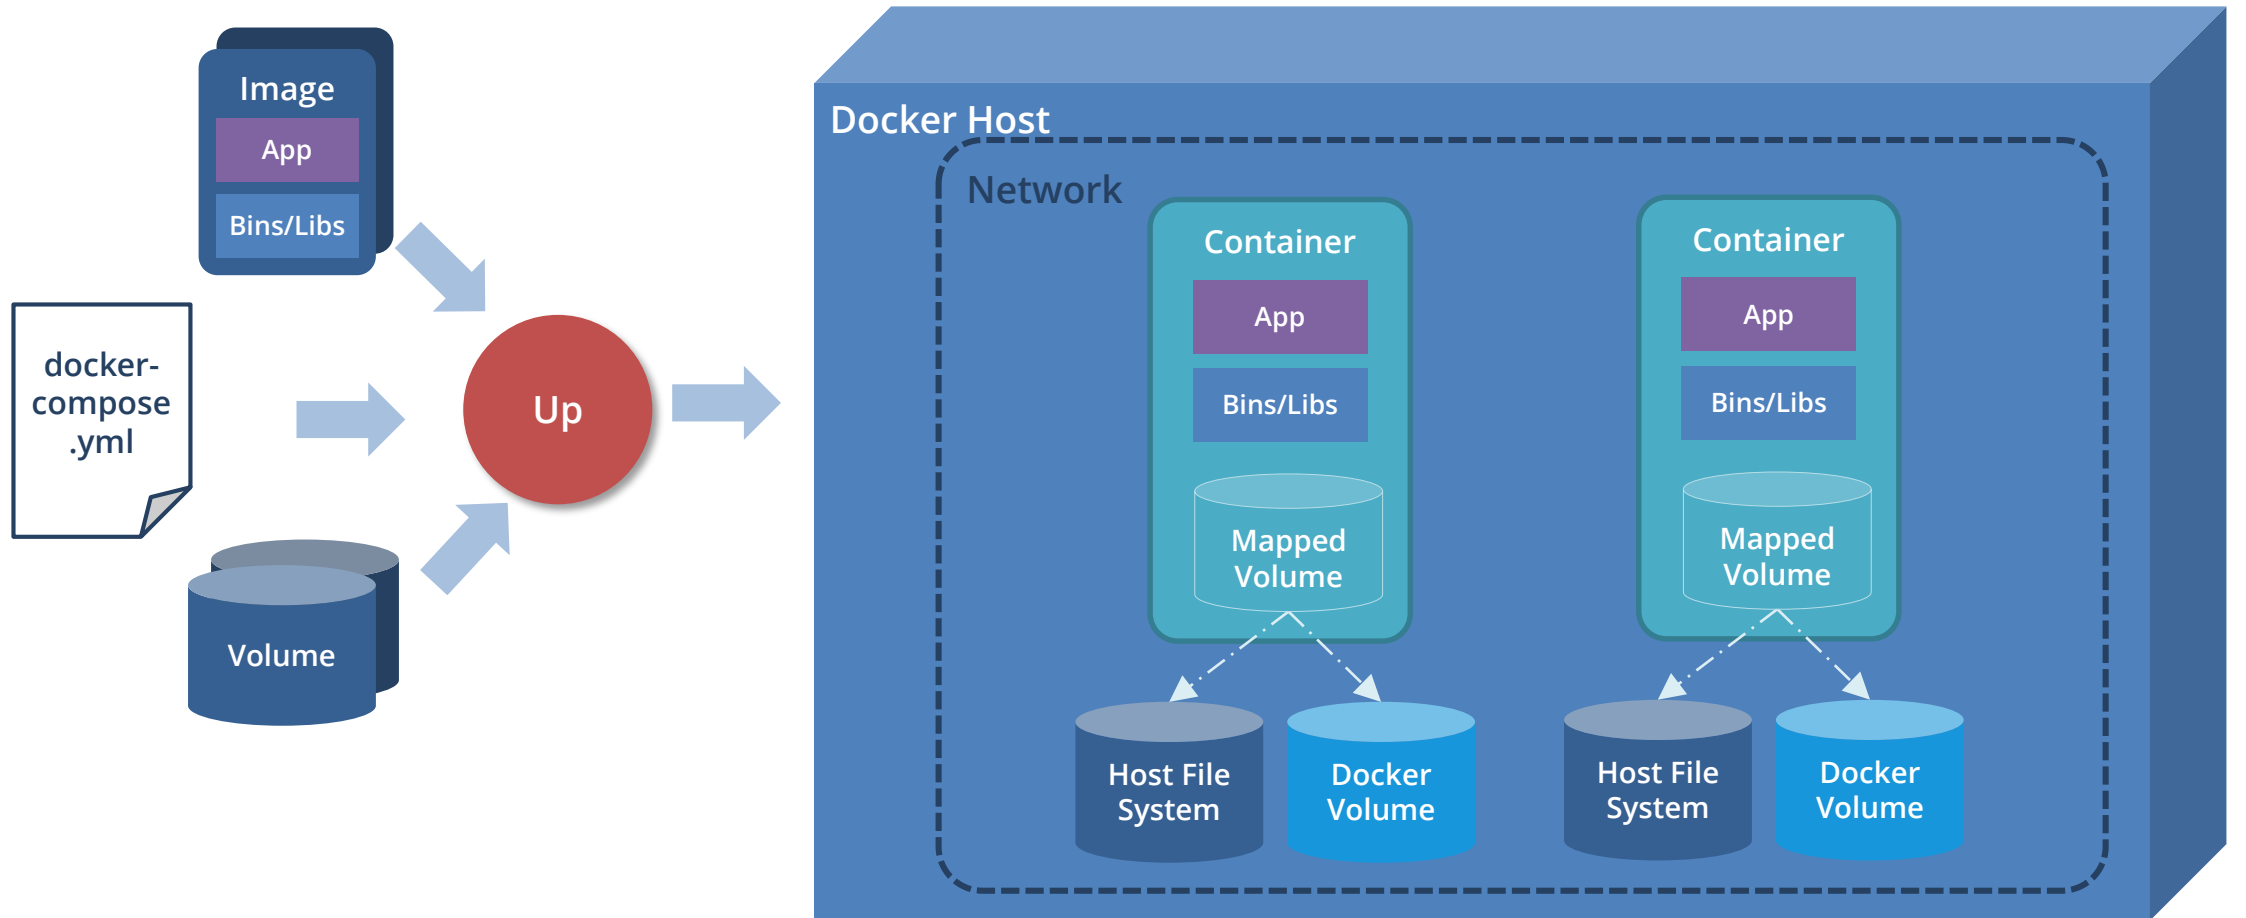 Image
App
Bins/Libs
docker-
compose
.yml
Volume
Up
Docker Host
Network
Container
App
Bins/Libs
Mapped
Volume
Host File
System
Docker
Volume
Container
App
Bins/Libs
Mapped
Volume
Host File
System
Docker
Volume